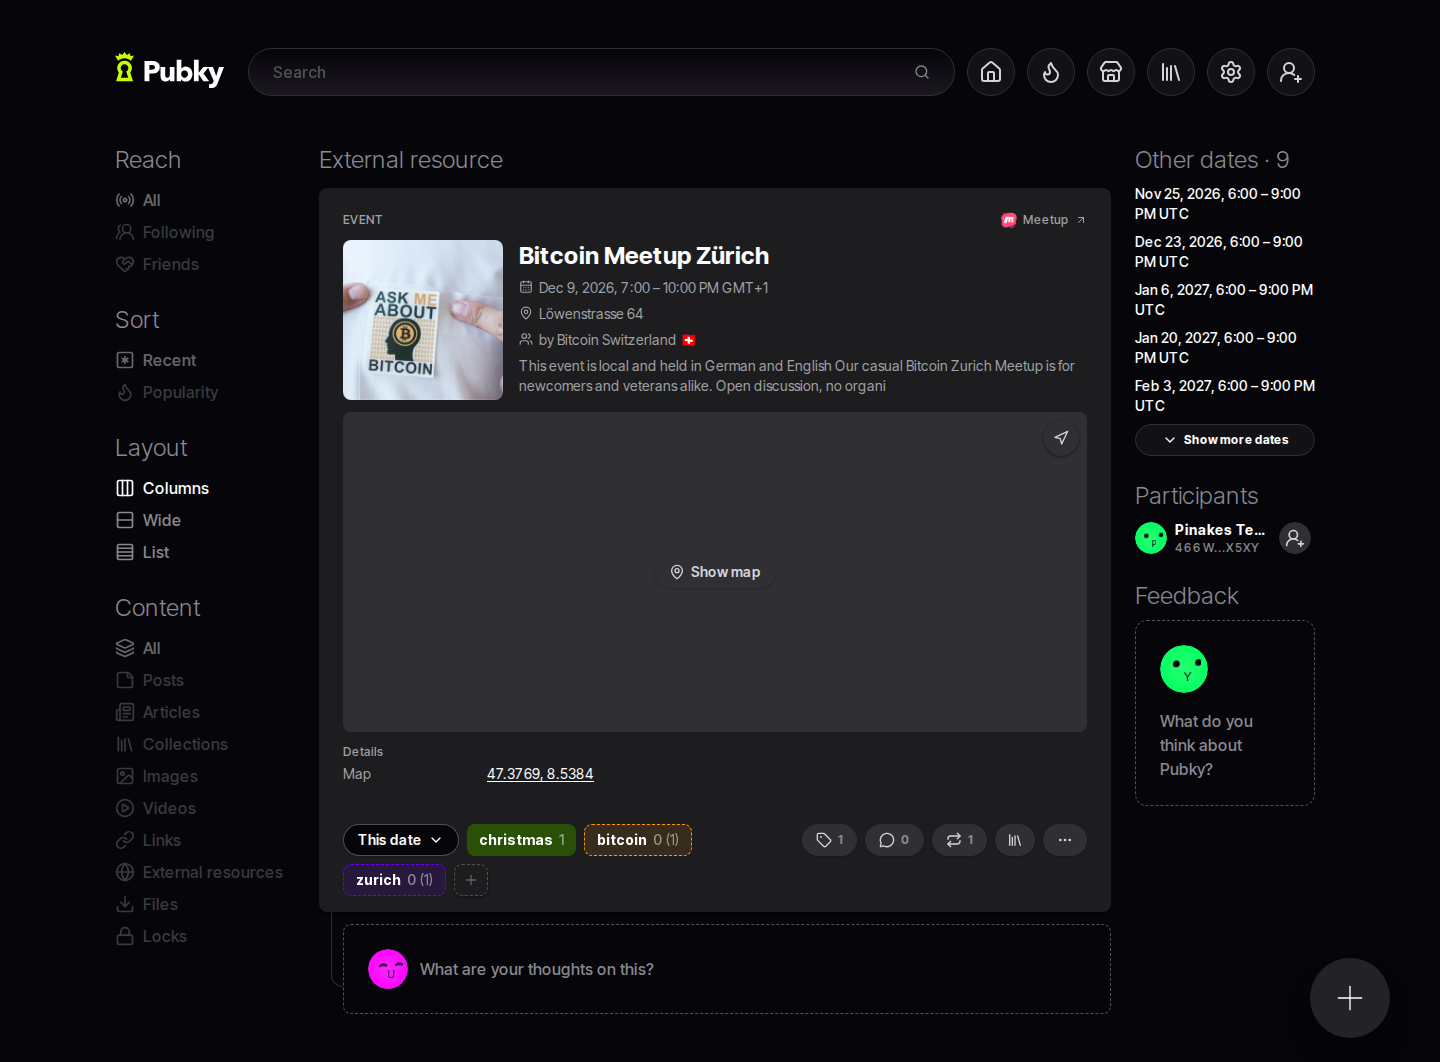 Pubky
Search
Reach
All
Following
Friends
Sort
Recent
Popularity
Layout
Columns
Wide
List
Content
All
Posts
Articles
Collections
Images
Videos
Links
External resources
Files
Locks
External resource
EVENT
Meetup
ASK ME
ABOUT
BITCOIN
Bitcoin Meetup Zürich
Dec 9, 2026, 7:00 – 10:00 PM GMT+1
Löwenstrasse 64
by Bitcoin Switzerland 🇨🇭
This event is local and held in German and English Our casual Bitcoin Zurich Meetup is for
newcomers and veterans alike. Open discussion, no organi
Show map
Details
Map 47.3769, 8.5384
This date christmas 1 bitcoin 0 (1) 1 0 1
zurich 0 (1)
What are your thoughts on this?
Other dates · 9
Nov 25, 2026, 6:00 – 9:00
PM UTC
Dec 23, 2026, 6:00 – 9:00
PM UTC
Jan 6, 2027, 6:00 – 9:00 PM
UTC
Jan 20, 2027, 6:00 – 9:00
PM UTC
Feb 3, 2027, 6:00 – 9:00 PM
UTC
Show more dates
Participants
Pinakes Te...
466W...X5XY
Feedback
What do you
think about
Pubky?